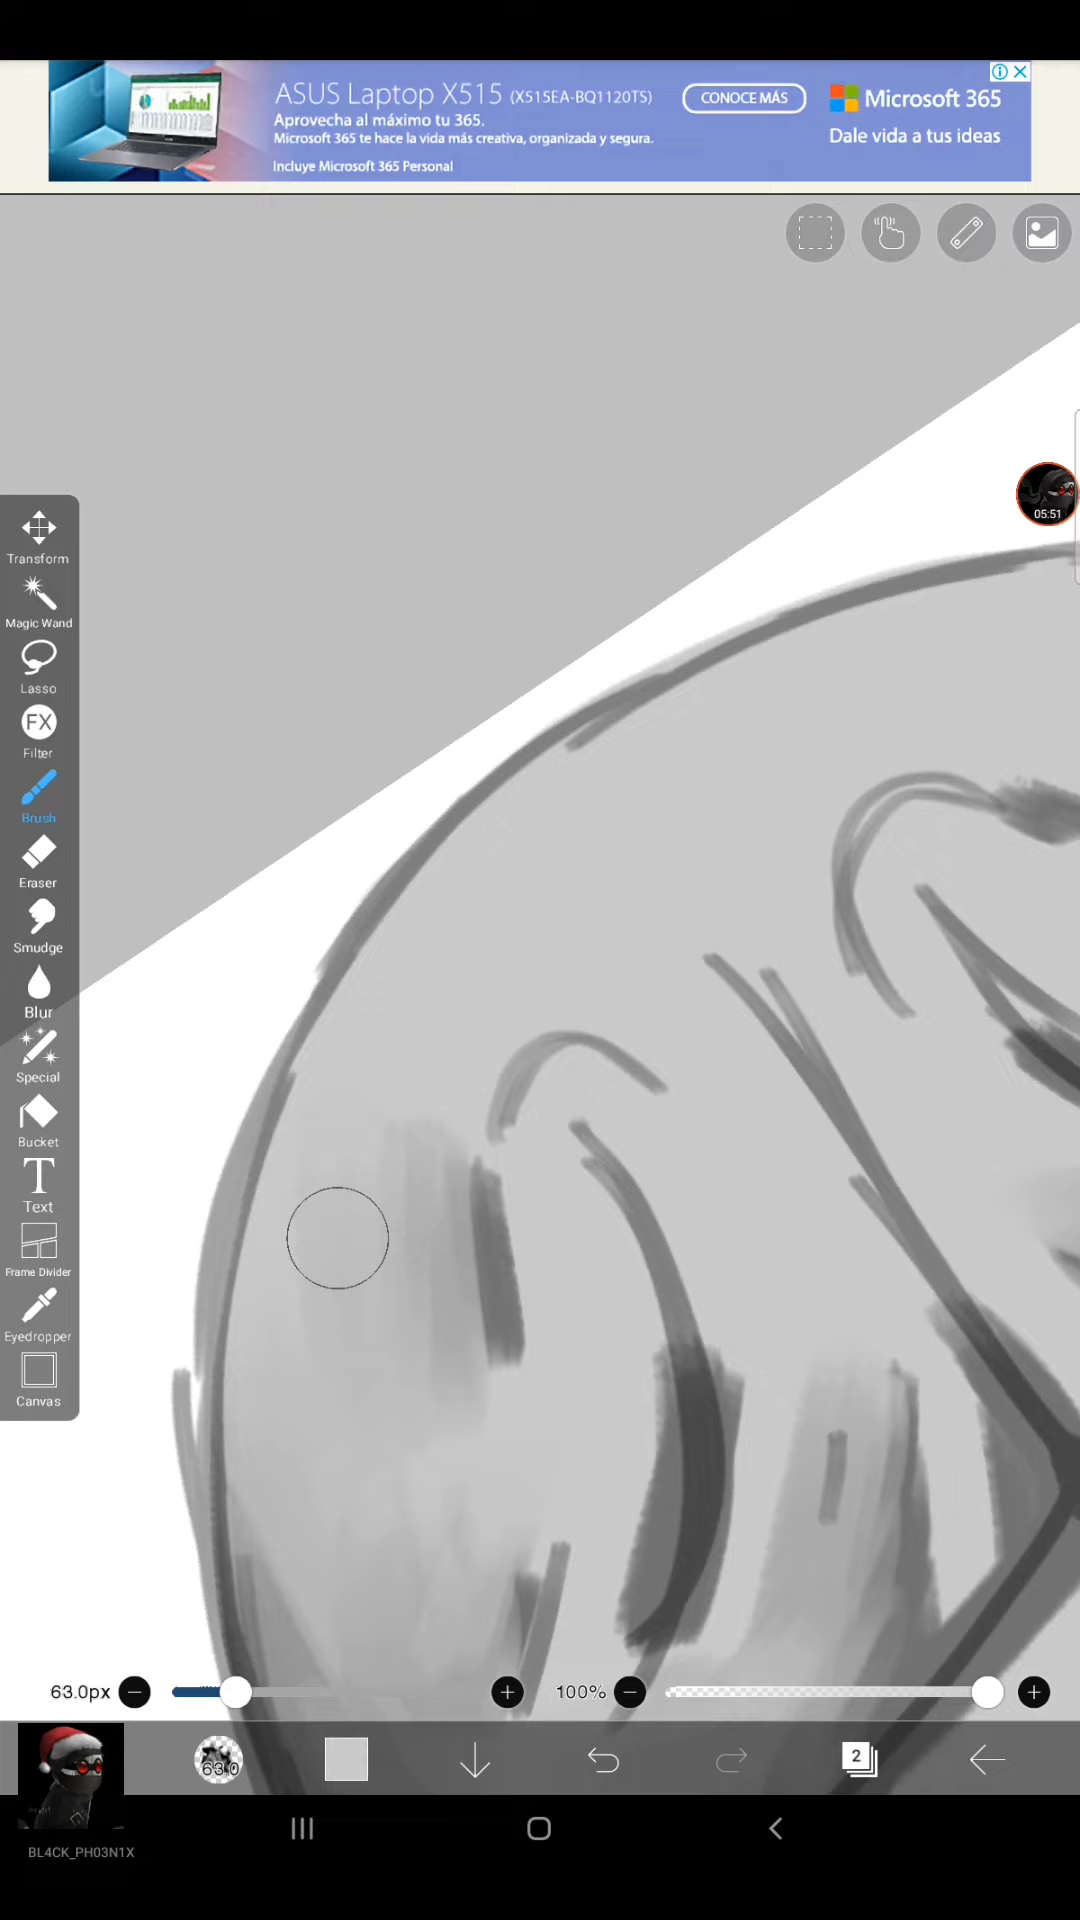 ASUS Laptop X515 (X515EA-BQ1120TS)
Aprovecha al máximo tu 365.
Microsoft 365 te hace la vida más creativa, organizada y segura.
Incluye Microsoft 365 Personal
CONOCE MÁS
Microsoft 365
Dale vida a tus ideas
05:51
Transform
Magic Wand
Lasso
FX
Filter
Brush
Eraser
Smudge
Blur
Special
Bucket
T
Text
Frame Divider
Eyedropper
Canvas
63.0px
100%
63.0
2
BL4CK_PH03N1X